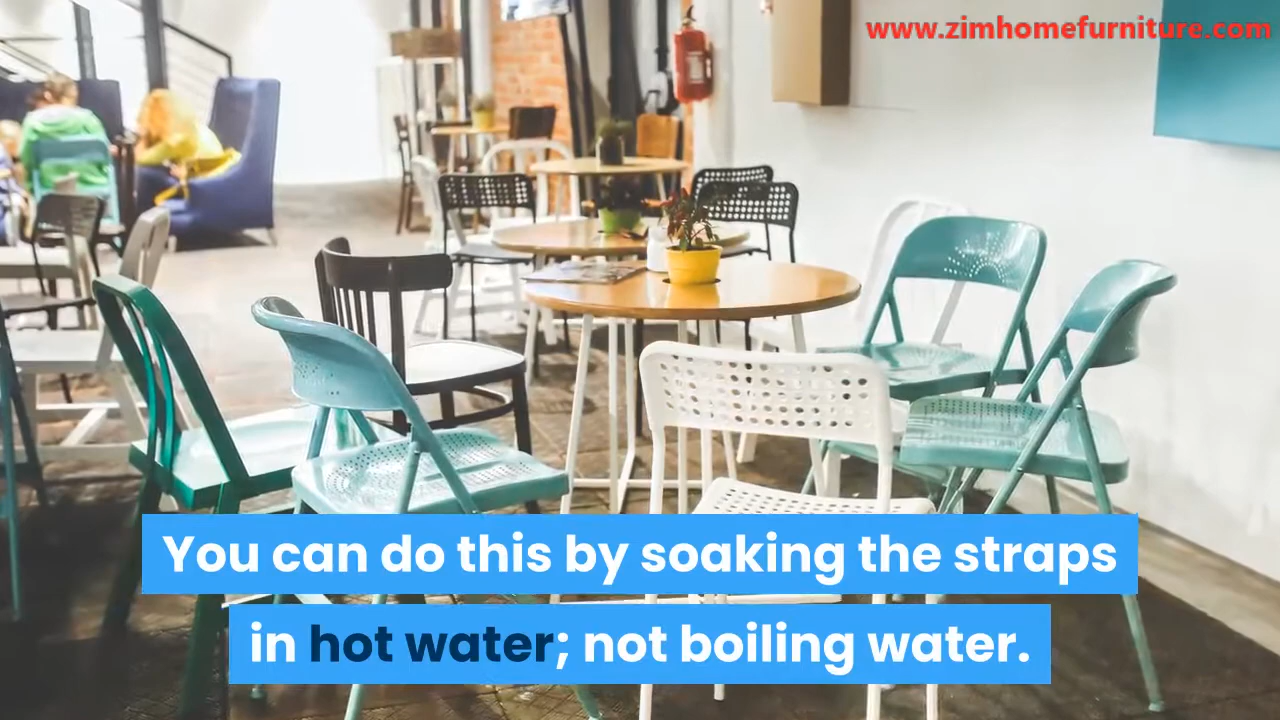 www.zimhomefurniture.com
You can do this by soaking the straps
in hot water; not boiling water.